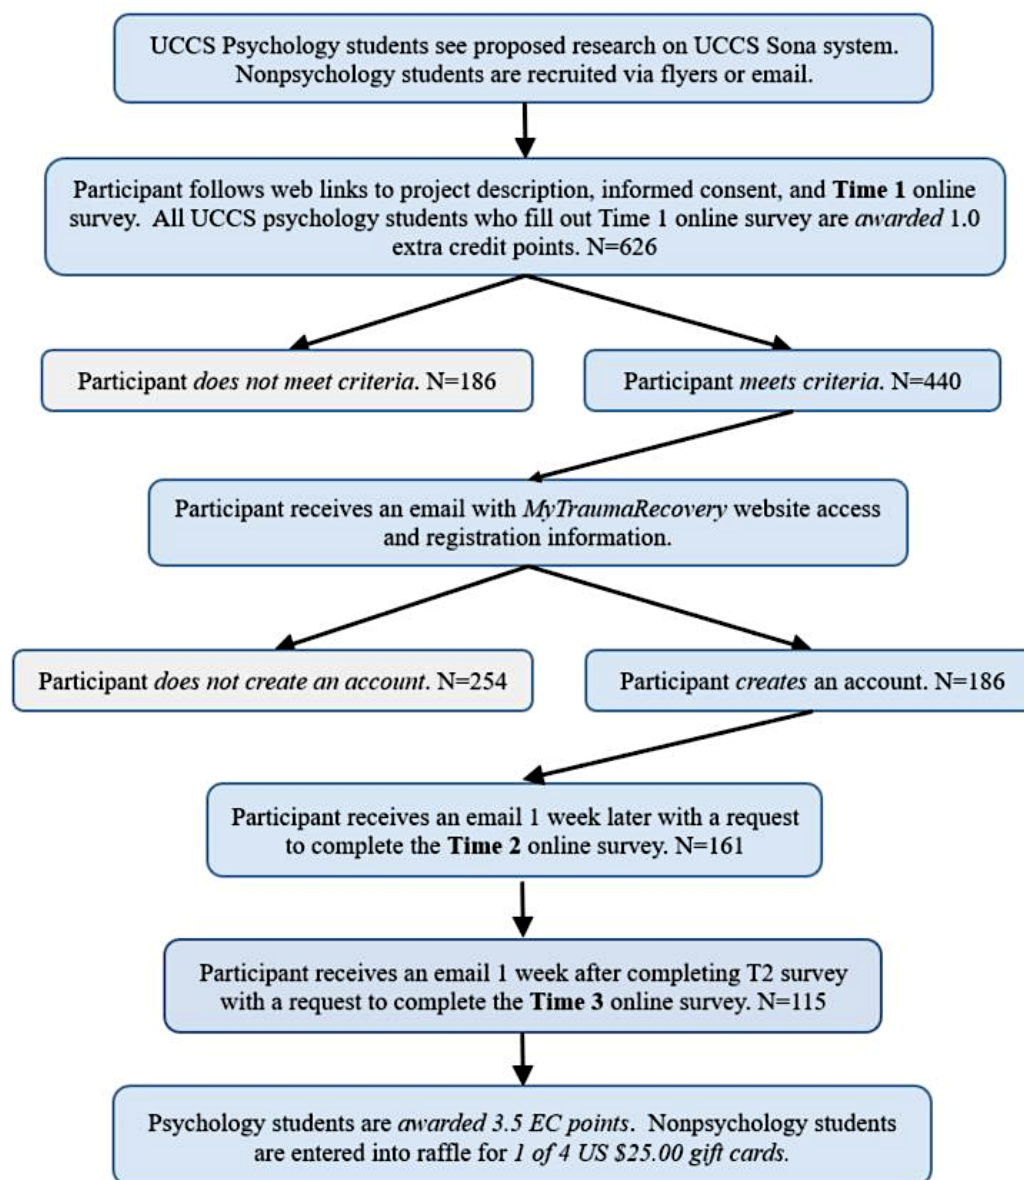 UCCS Psychology students see proposed research on UCCS Sona system.
Nonpsychology students are recruited via flyers or email.
Participant follows web links to project description, informed consent, and Time 1 online
survey.  All UCCS psychology students who fill out Time 1 online survey are awarded 1.0
extra credit points. N=626
Participant does not meet criteria. N=186
Participant meets criteria. N=440
Participant receives an email with MyTraumaRecovery website access
and registration information.
Participant does not create an account. N=254
Participant creates an account. N=186
Participant receives an email 1 week later with a request
to complete the Time 2 online survey. N=161
Participant receives an email 1 week after completing T2 survey
with a request to complete the Time 3 online survey. N=115
Psychology students are awarded 3.5 EC points.  Nonpsychology students
are entered into raffle for 1 of 4 US $25.00 gift cards.